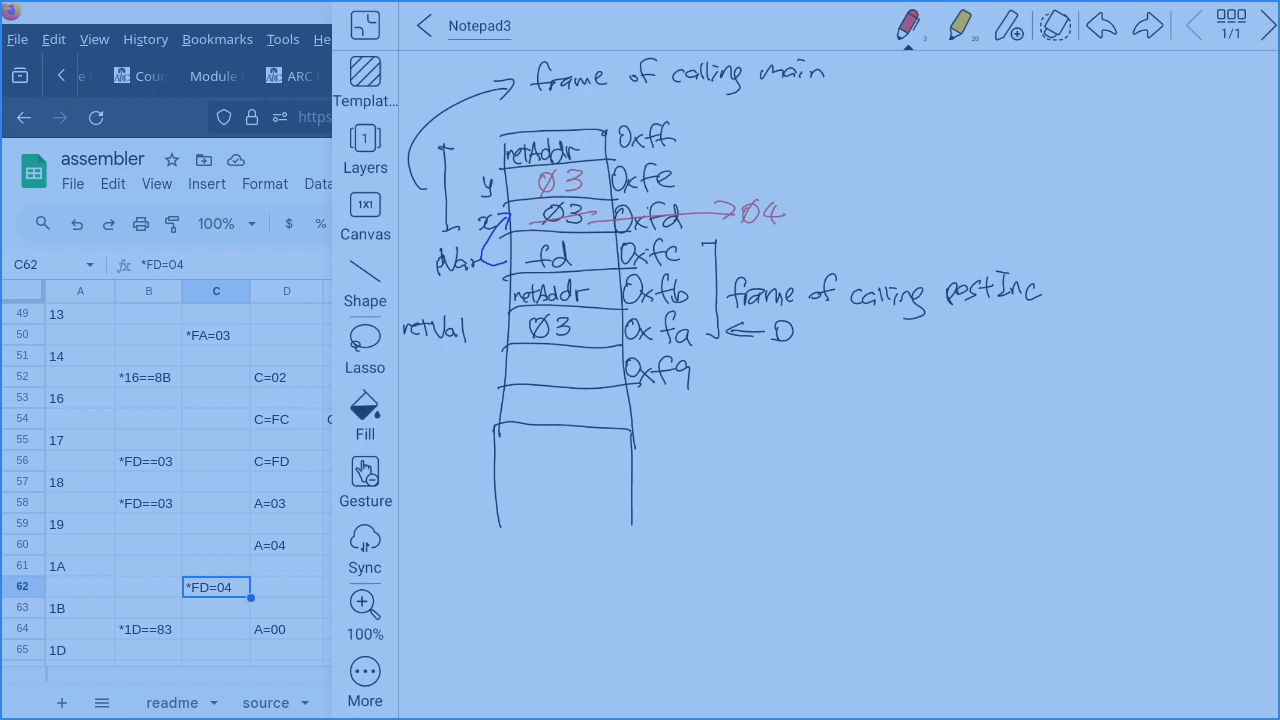 File Edit View History Bookmarks Tools He
Cour Module ARC
https
assembler
File Edit View Insert Format Data
100%
C62 fx *FD=04
A B C D
49 13
50 *FA=03
51 14
52 *16==8B C=02
53 16
54 C=FC
55 17
56 *FD==03 C=FD
57 18
58 *FD==03 A=03
59 19
60 A=04
61 1A
62 *FD=04
63 1B
64 *1D==83 A=00
65 1D
+ readme source
Templat...
1 Layers
1X1 Canvas
Shape
Lasso
Fill
Gesture
Sync
100%
More
Notepad3
3 20 1/1
frame of calling main
retAddr 0xff
y 03 0xfe
x 03 0xfd 04
pVar fd 0xfc
retAddr 0xfb frame of calling postInc
retVal 03 0xfa D
0xf9